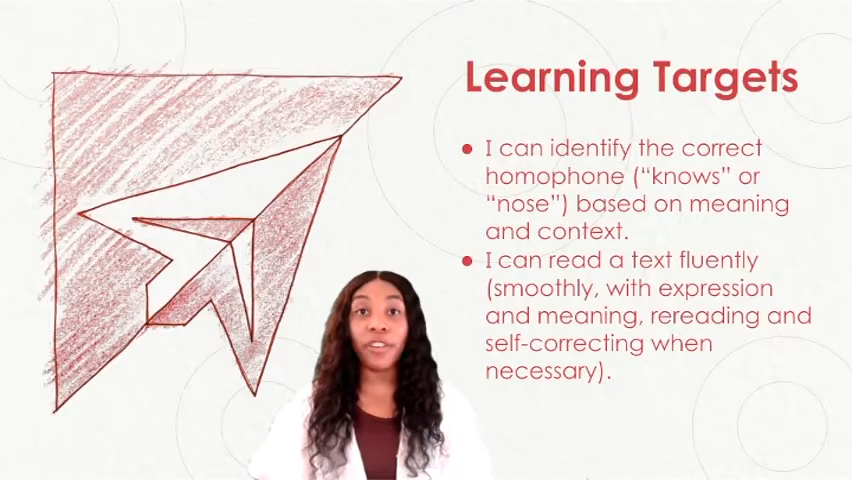 Learning Targets
● I can identify the correct
homophone (“knows” or
“nose”) based on meaning
and context.
● I can read a text fluently
(smoothly, with expression
and meaning, rereading and
self-correcting when
necessary).